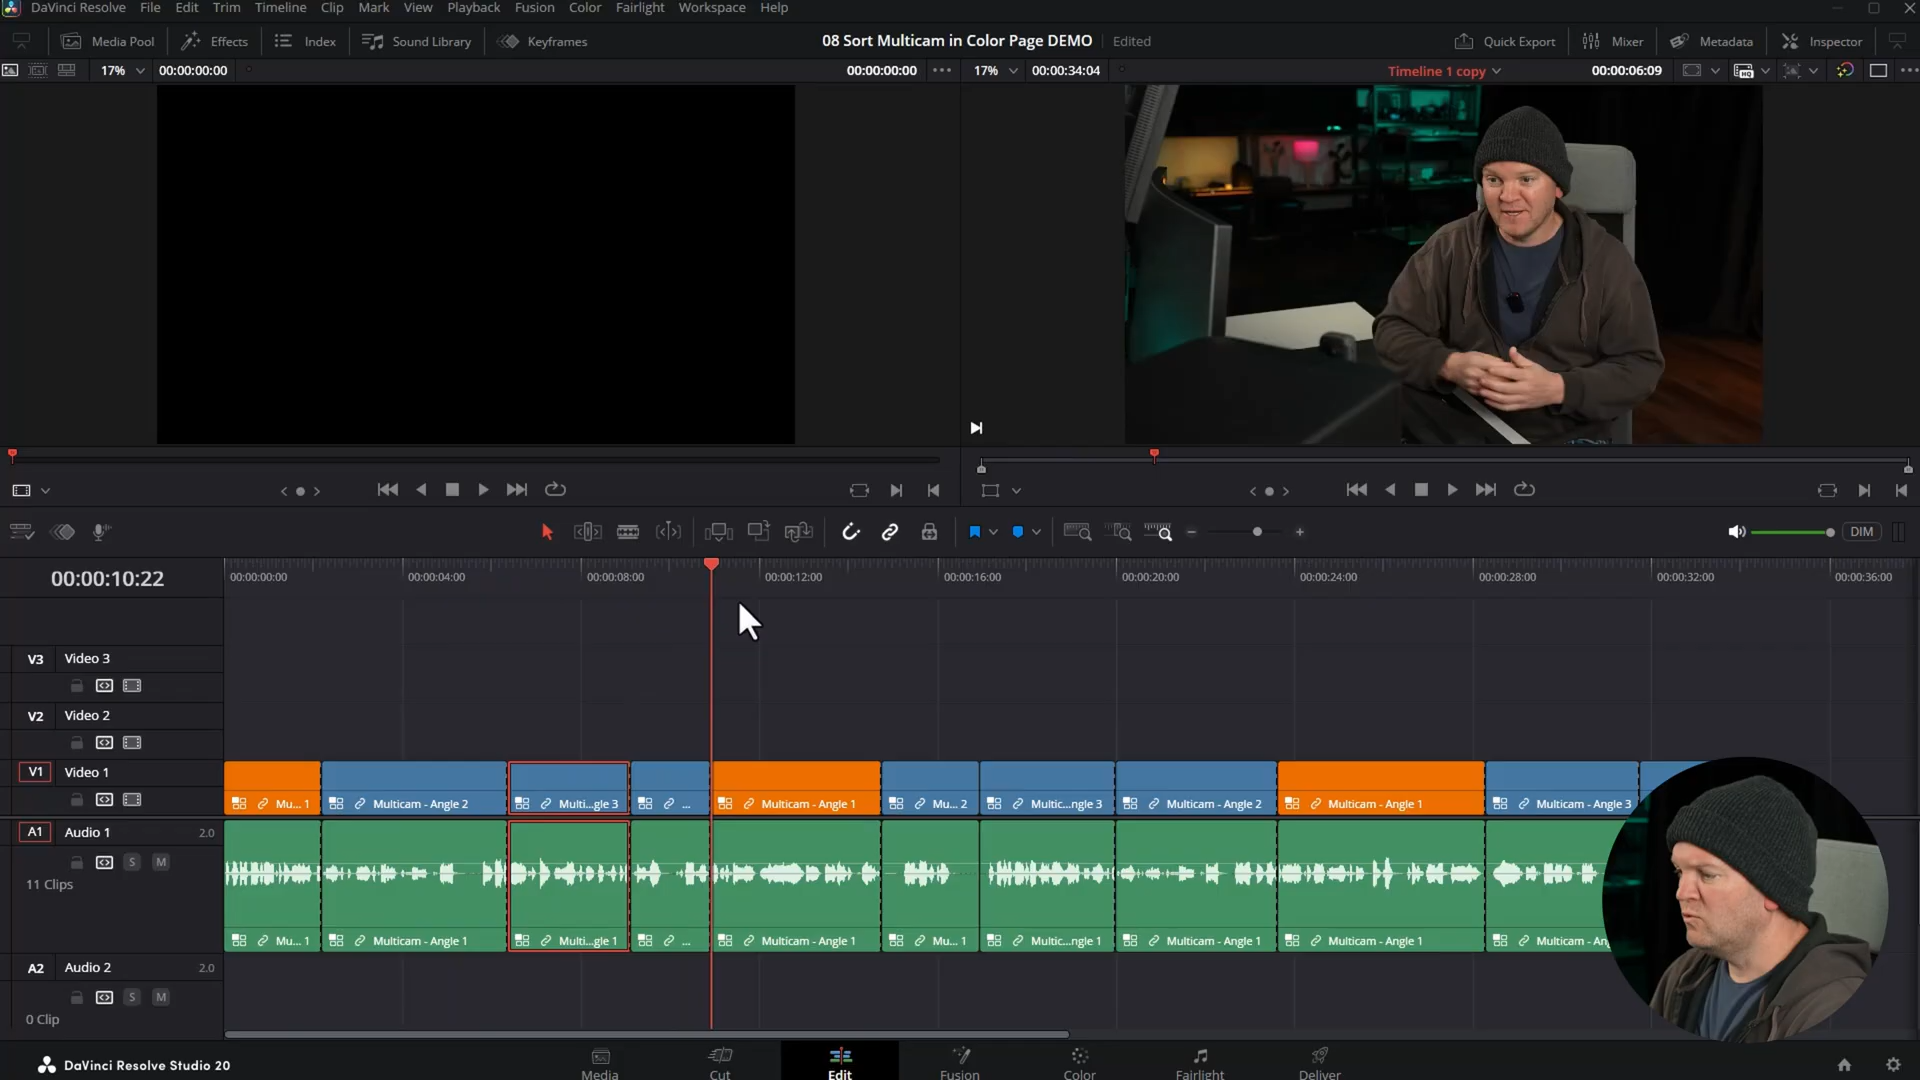 DaVinci Resolve File Edit Trim Timeline Clip Mark View Playback Fusion Color Fairlight Workspace Help
Media Pool Effects Index Sound Library Keyframes 08 Sort Multicam in Color Page DEMO Edited Quick Export Mixer Metadata Inspector
17% 00:00:00:00 00:00:00:00 17% 00:00:34:04 Timeline 1 copy 00:00:06:09
DIM
00:00:10:22
00:00:00:00 00:00:04:00 00:00:08:00 00:00:12:00 00:00:16:00 00:00:20:00 00:00:24:00 00:00:28:00 00:00:32:00 00:00:36:00
V3 Video 3
V2 Video 2
V1 Video 1
Mu... 1 Multicam - Angle 2 Multi...gle 3 ... Multicam - Angle 1 Mu... 2 Multic...ngle 3 Multicam - Angle 2 Multicam - Angle 1 Multicam - Angle 3
A1 Audio 1 2.0
S M
11 Clips
Mu... 1 Multicam - Angle 1 Multi...gle 1 ... Multicam - Angle 1 Mu... 1 Multic...ngle 1 Multicam - Angle 1 Multicam - Angle 1 Multicam - An
A2 Audio 2 2.0
S M
0 Clip
DaVinci Resolve Studio 20
Media Cut Edit Fusion Color Fairlight Deliver